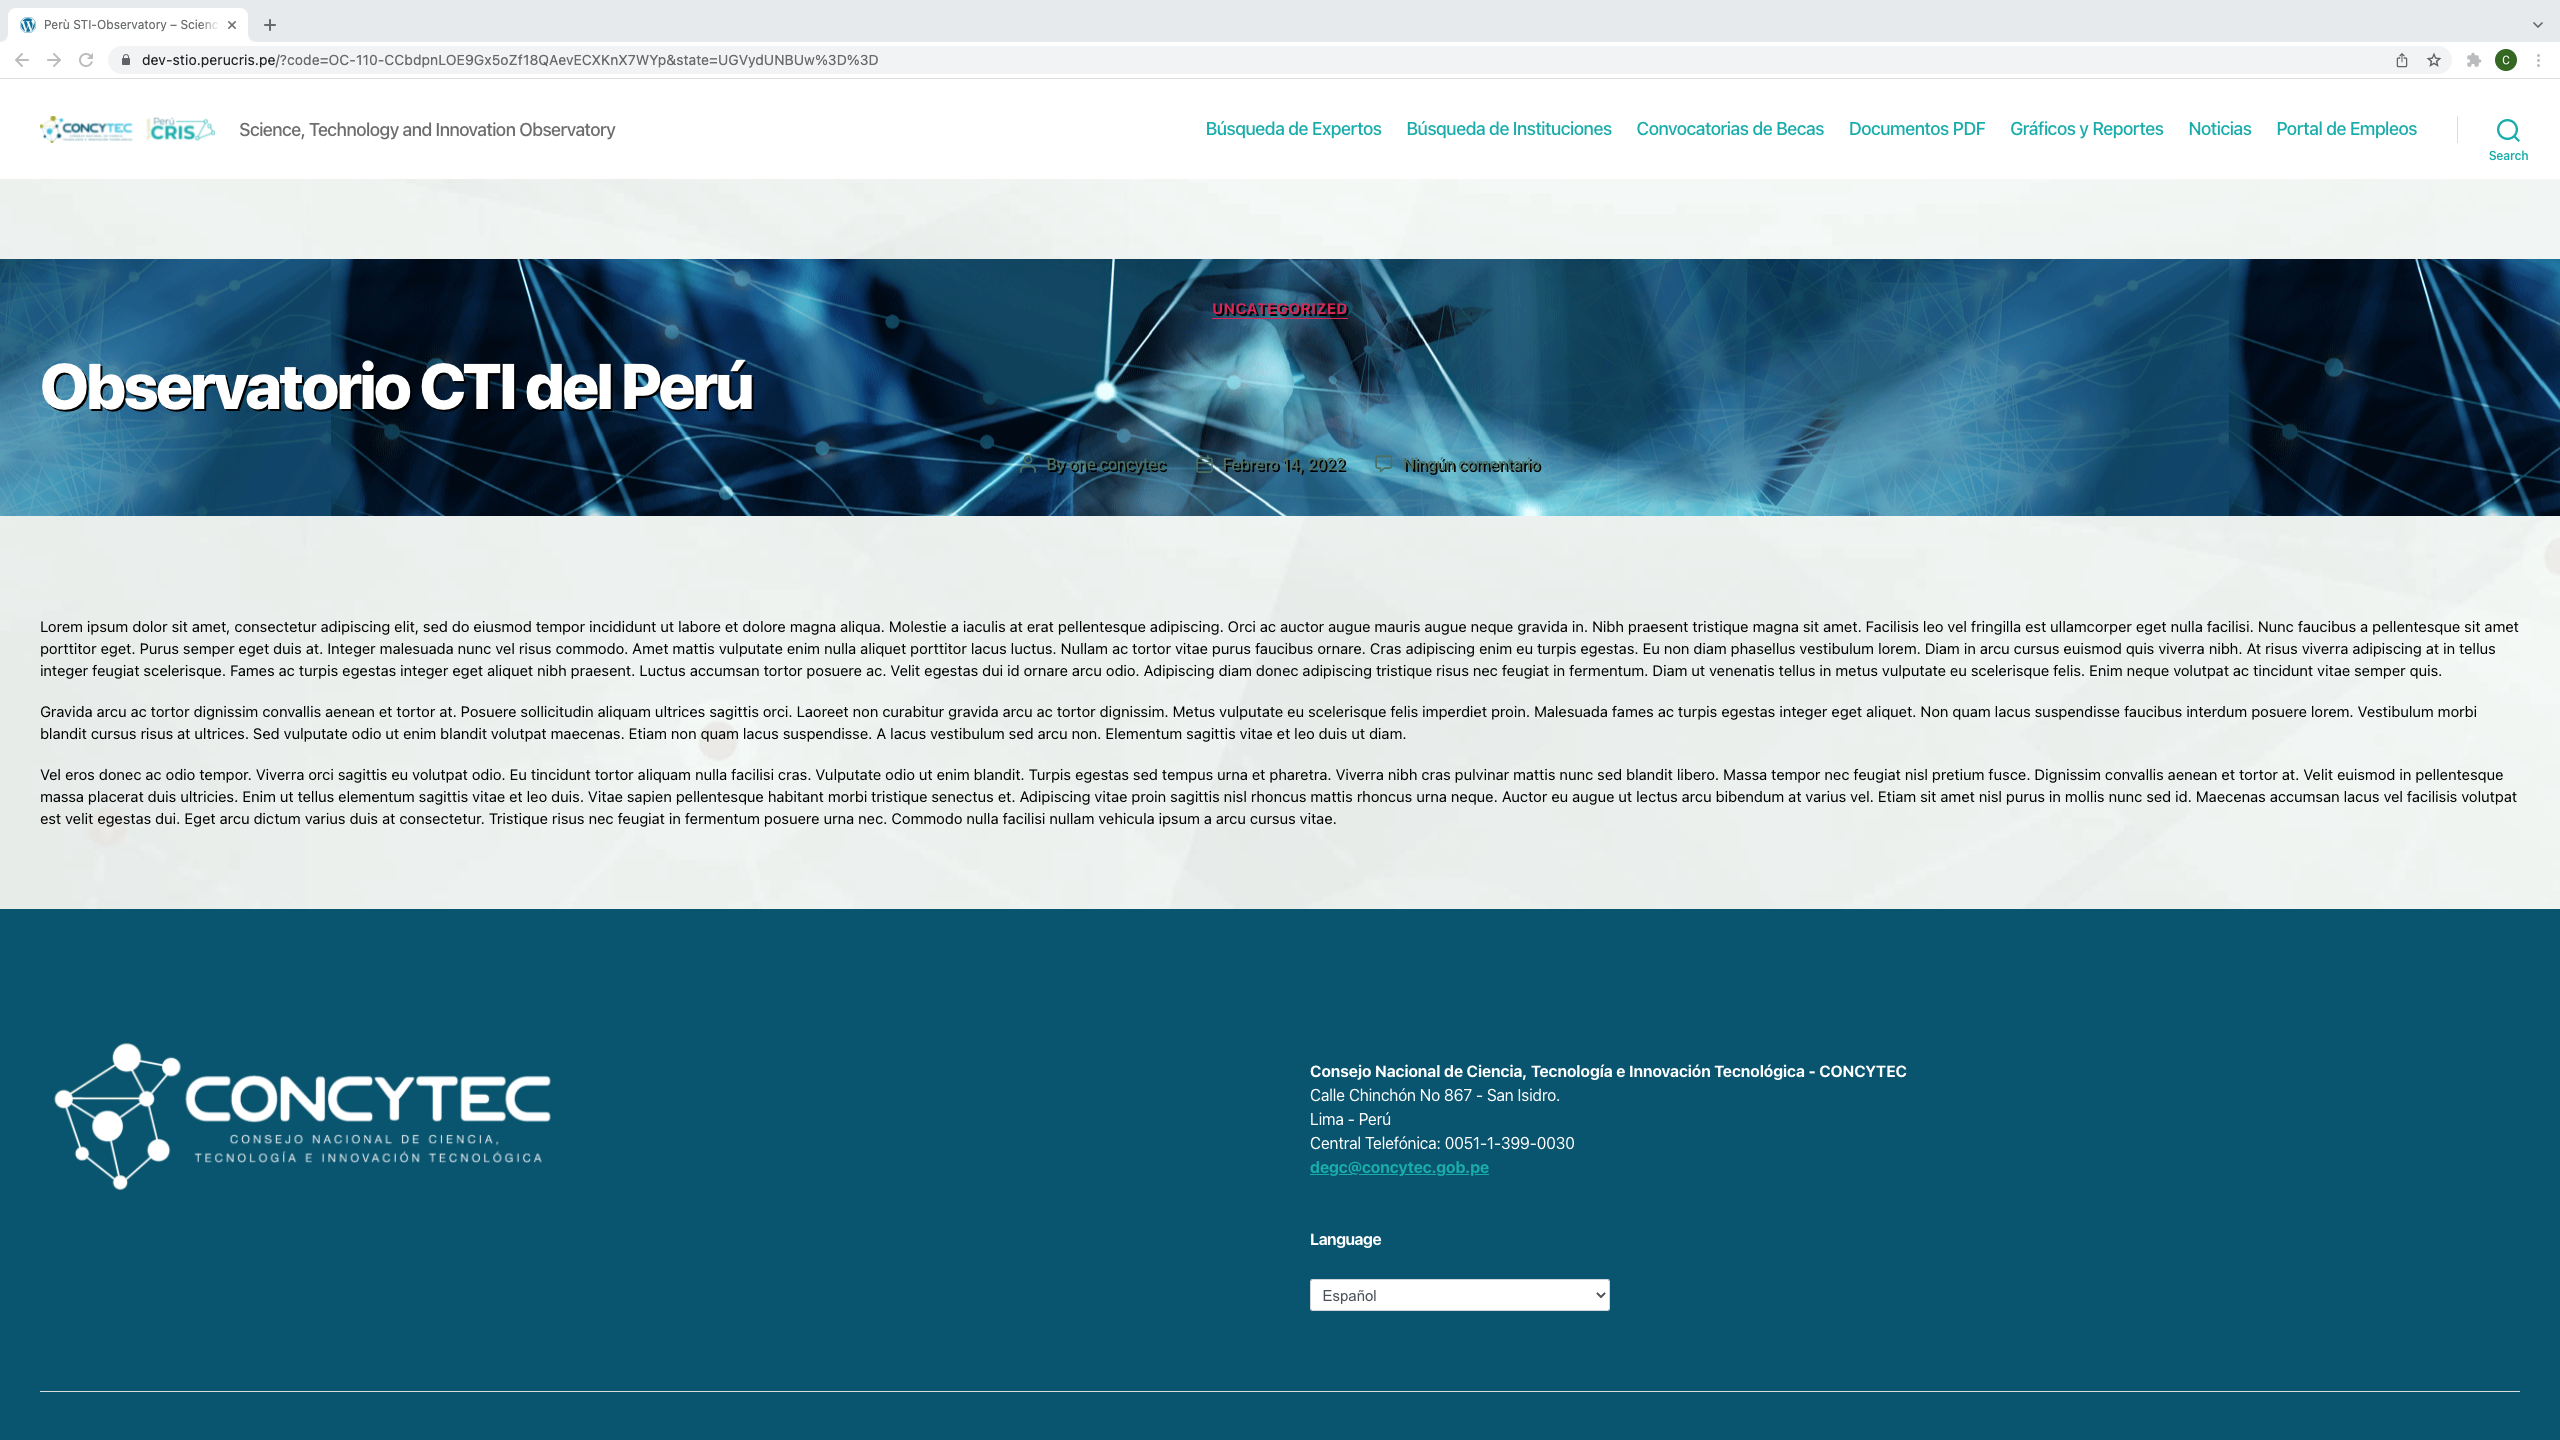 Perù STI-Observatory – Scienc
dev-stio.perucris.pe/?code=OC-110-CCbdpnLOE9Gx5oZf18QAevECXKnX7WYp&state=UGVydUNBUw%3D%3D
C
CONCYTEC
Perú CRIS
Science, Technology and Innovation Observatory
Búsqueda de Expertos
Búsqueda de Instituciones
Convocatorias de Becas
Documentos PDF
Gráficos y Reportes
Noticias
Portal de Empleos
Search
UNCATEGORIZED
Observatorio CTI del Perú
By one concytec
Febrero 14, 2022
Ningún comentario
Lorem ipsum dolor sit amet, consectetur adipiscing elit, sed do eiusmod tempor incididunt ut labore et dolore magna aliqua. Molestie a iaculis at erat pellentesque adipiscing. Orci ac auctor augue mauris augue neque gravida in. Nibh praesent tristique magna sit amet. Facilisis leo vel fringilla est ullamcorper eget nulla facilisi. Nunc faucibus a pellentesque sit amet
porttitor eget. Purus semper eget duis at. Integer malesuada nunc vel risus commodo. Amet mattis vulputate enim nulla aliquet porttitor lacus luctus. Nullam ac tortor vitae purus faucibus ornare. Cras adipiscing enim eu turpis egestas. Eu non diam phasellus vestibulum lorem. Diam in arcu cursus euismod quis viverra nibh. At risus viverra adipiscing at in tellus
integer feugiat scelerisque. Fames ac turpis egestas integer eget aliquet nibh praesent. Luctus accumsan tortor posuere ac. Velit egestas dui id ornare arcu odio. Adipiscing diam donec adipiscing tristique risus nec feugiat in fermentum. Diam ut venenatis tellus in metus vulputate eu scelerisque felis. Enim neque volutpat ac tincidunt vitae semper quis.
Gravida arcu ac tortor dignissim convallis aenean et tortor at. Posuere sollicitudin aliquam ultrices sagittis orci. Laoreet non curabitur gravida arcu ac tortor dignissim. Metus vulputate eu scelerisque felis imperdiet proin. Malesuada fames ac turpis egestas integer eget aliquet. Non quam lacus suspendisse faucibus interdum posuere lorem. Vestibulum morbi
blandit cursus risus at ultrices. Sed vulputate odio ut enim blandit volutpat maecenas. Etiam non quam lacus suspendisse. A lacus vestibulum sed arcu non. Elementum sagittis vitae et leo duis ut diam.
Vel eros donec ac odio tempor. Viverra orci sagittis eu volutpat odio. Eu tincidunt tortor aliquam nulla facilisi cras. Vulputate odio ut enim blandit. Turpis egestas sed tempus urna et pharetra. Viverra nibh cras pulvinar mattis nunc sed blandit libero. Massa tempor nec feugiat nisl pretium fusce. Dignissim convallis aenean et tortor at. Velit euismod in pellentesque
massa placerat duis ultricies. Enim ut tellus elementum sagittis vitae et leo duis. Vitae sapien pellentesque habitant morbi tristique senectus et. Adipiscing vitae proin sagittis nisl rhoncus mattis rhoncus urna neque. Auctor eu augue ut lectus arcu bibendum at varius vel. Etiam sit amet nisl purus in mollis nunc sed id. Maecenas accumsan lacus vel facilisis volutpat
est velit egestas dui. Eget arcu dictum varius duis at consectetur. Tristique risus nec feugiat in fermentum posuere urna nec. Commodo nulla facilisi nullam vehicula ipsum a arcu cursus vitae.
CONCYTEC
CONSEJO NACIONAL DE CIENCIA,
TECNOLOGÍA E INNOVACIÓN TECNOLÓGICA
Consejo Nacional de Ciencia, Tecnología e Innovación Tecnológica - CONCYTEC
Calle Chinchón No 867 - San Isidro.
Lima - Perú
Central Telefónica: 0051-1-399-0030
degc@concytec.gob.pe
Language
Español